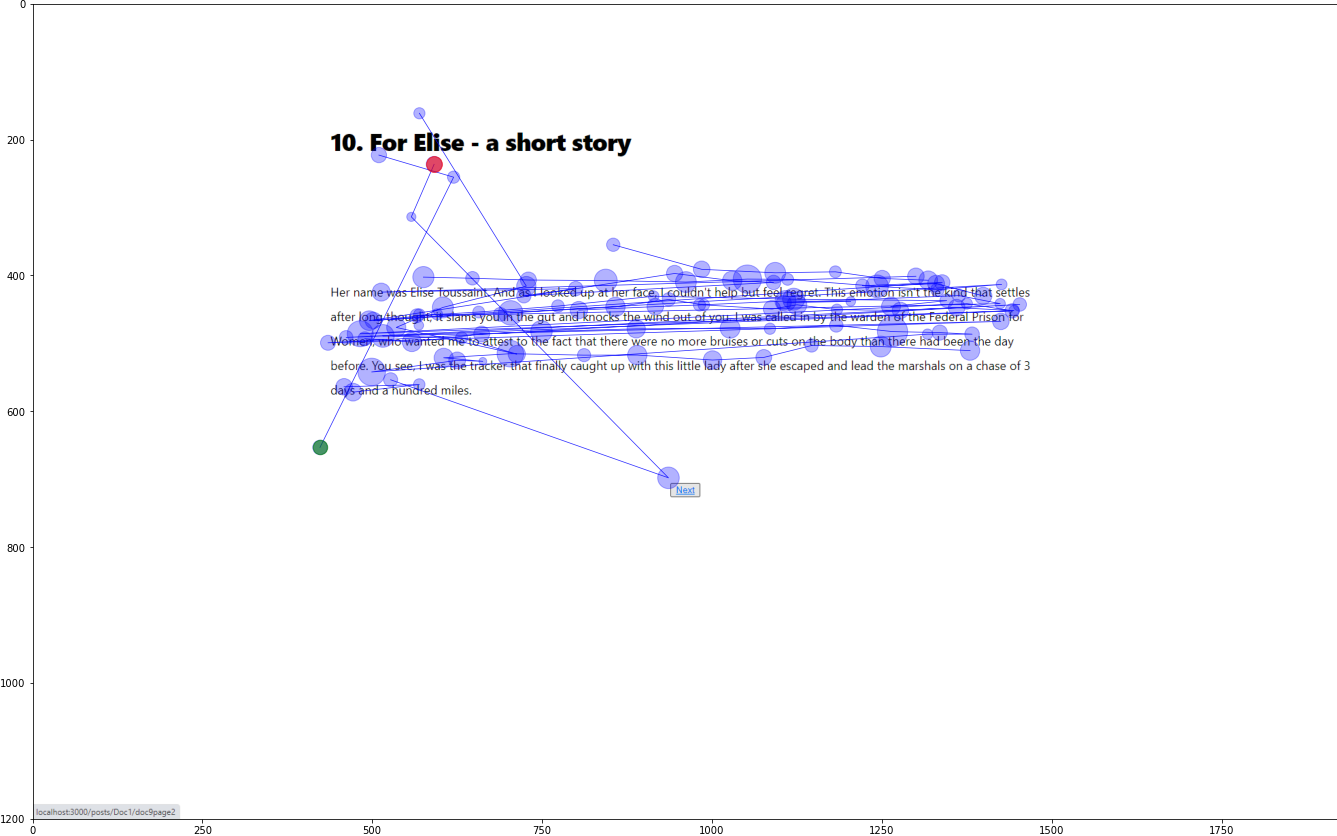 0
200
10. For Elise - a short story
400
Her name was Elise Toussaint. And as I looked up at her face, I couldn't help but feel regret. This emotion isn't the kind that settles
after long thought, it slams you in the gut and knocks the wind out of you. I was called in by the warden of the Federal Prison for
Women, who wanted me to attest to the fact that there were no more bruises or cuts on the body than there had been the day
before. You see, I was the tracker that finally caught up with this little lady after she escaped and lead the marshals on a chase of 3
days and a hundred miles.
600
Next
800
1000
localhost:3000/posts/Doc1/doc9page2
1200
0 250 500 750 1000 1250 1500 1750